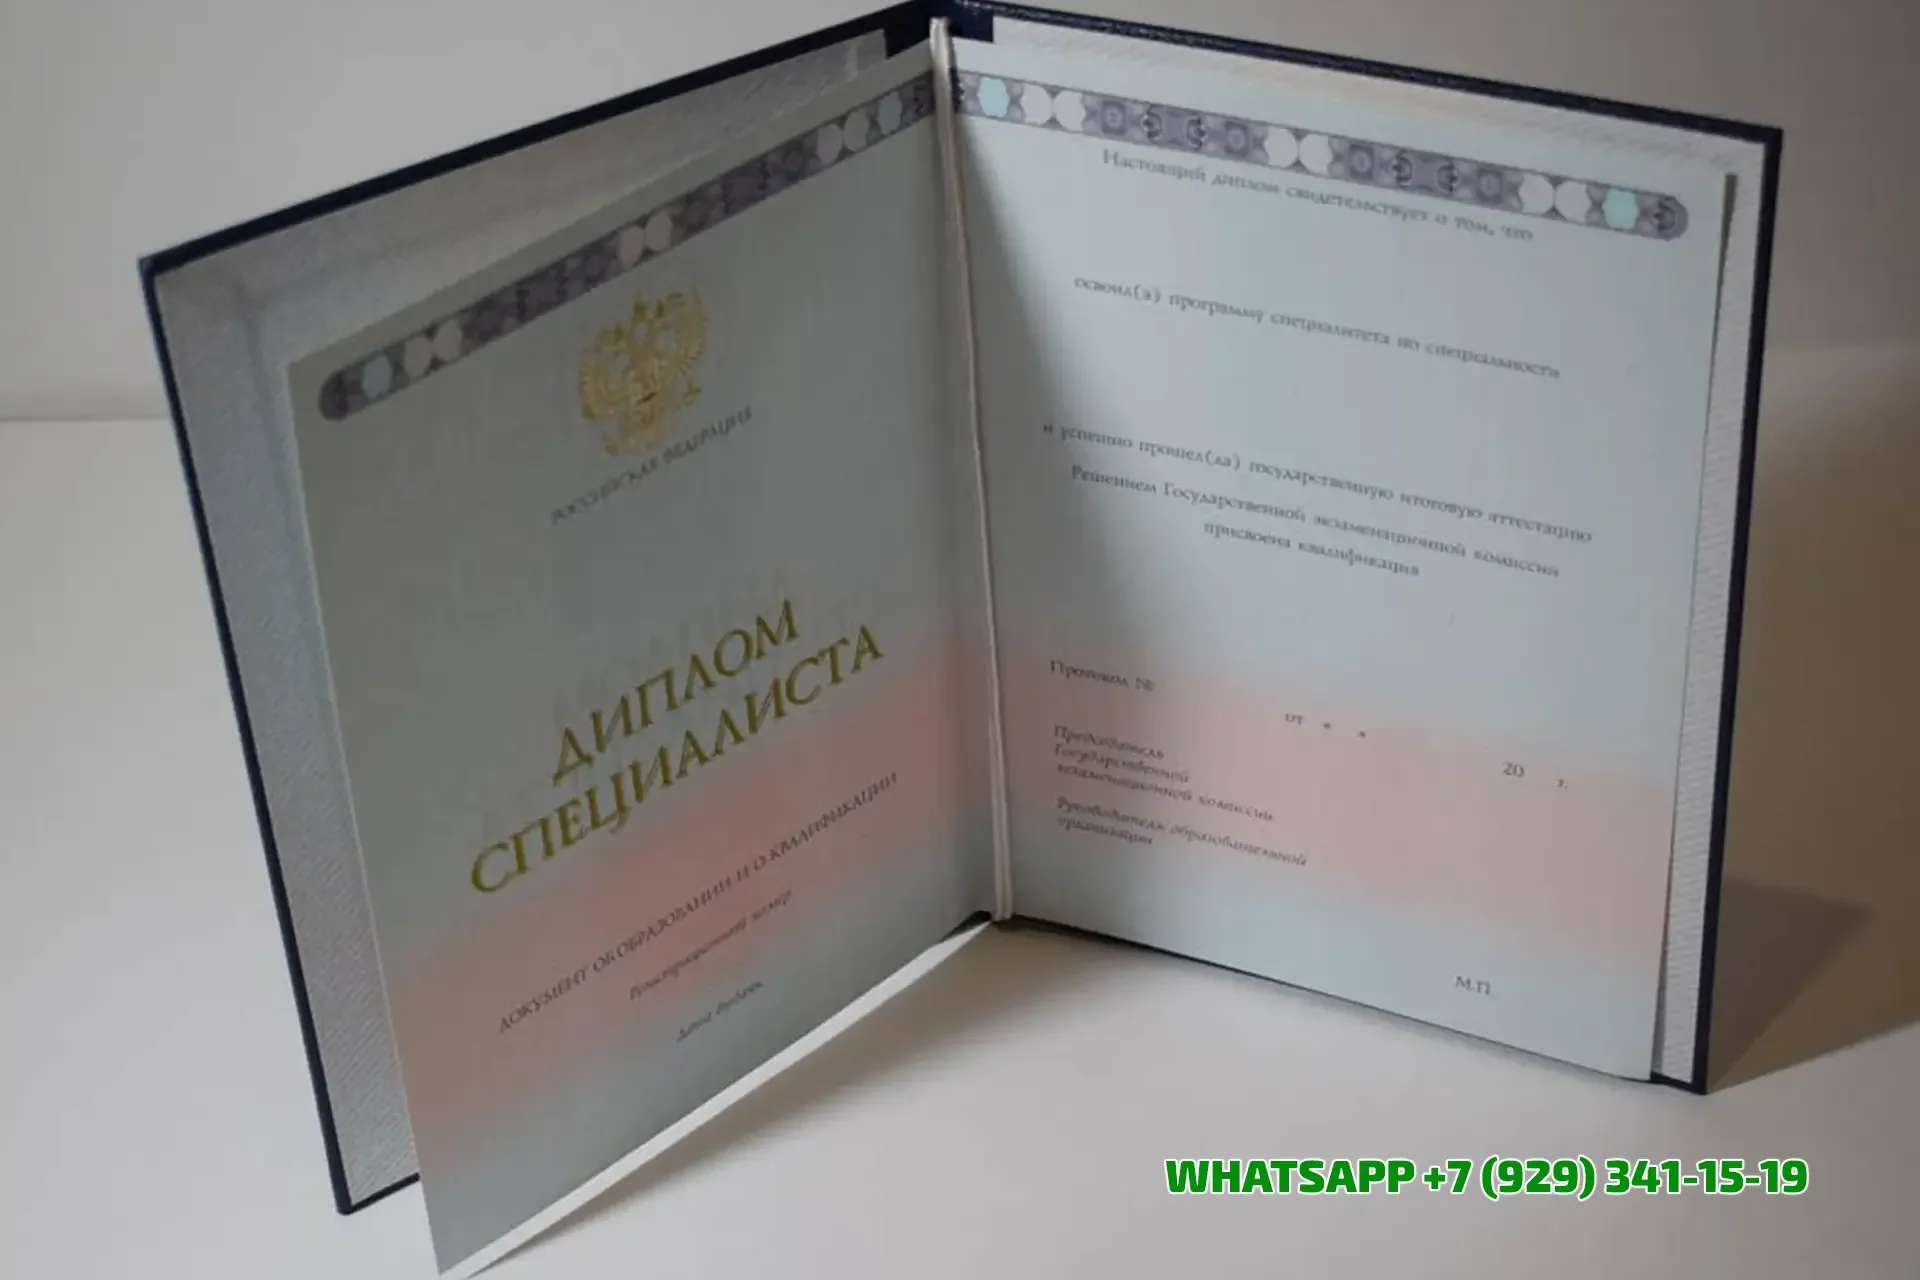 РОССИЙСКАЯ ФЕДЕРАЦИЯ
ДИПЛОМ
СПЕЦИАЛИСТА
ДОКУМЕНТ ОБ ОБРАЗОВАНИИ И О КВАЛИФИКАЦИИ
Регистрационный номер
Дата выдачи
Настоящий диплом свидетельствует о том, что
освоил(а) программу специалитета по специальности
и успешно прошел(ла) государственную итоговую аттестацию
Решением Государственной экзаменационной комиссии
присвоена квалификация
Протокол №
от « » 20 г.
Председатель
Государственной
экзаменационной комиссии
Руководитель образовательной
организации
М.П.
WHATSAPP +7 (929) 341-15-19